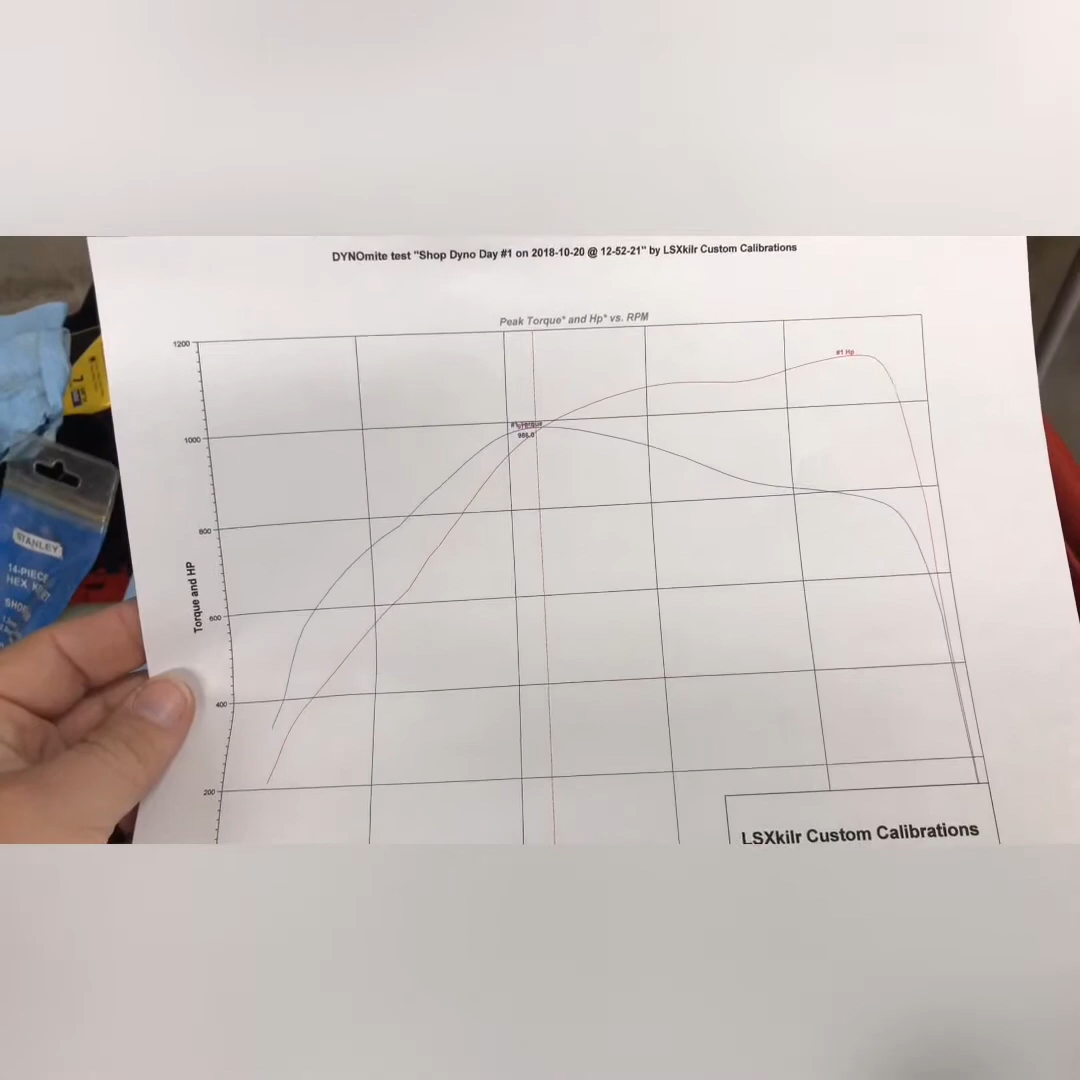 DYNOmite test "Shop Dyno Day #1 on 2018-10-20 @ 12-52-21" by LSXkilr Custom Calibrations
Peak Torque* and Hp* vs. RPM
1200
#1 Hp
1000
800
Torque and HP
600
400
200
LSXkilr Custom Calibrations
STANLEY
14-PIECE
HEX